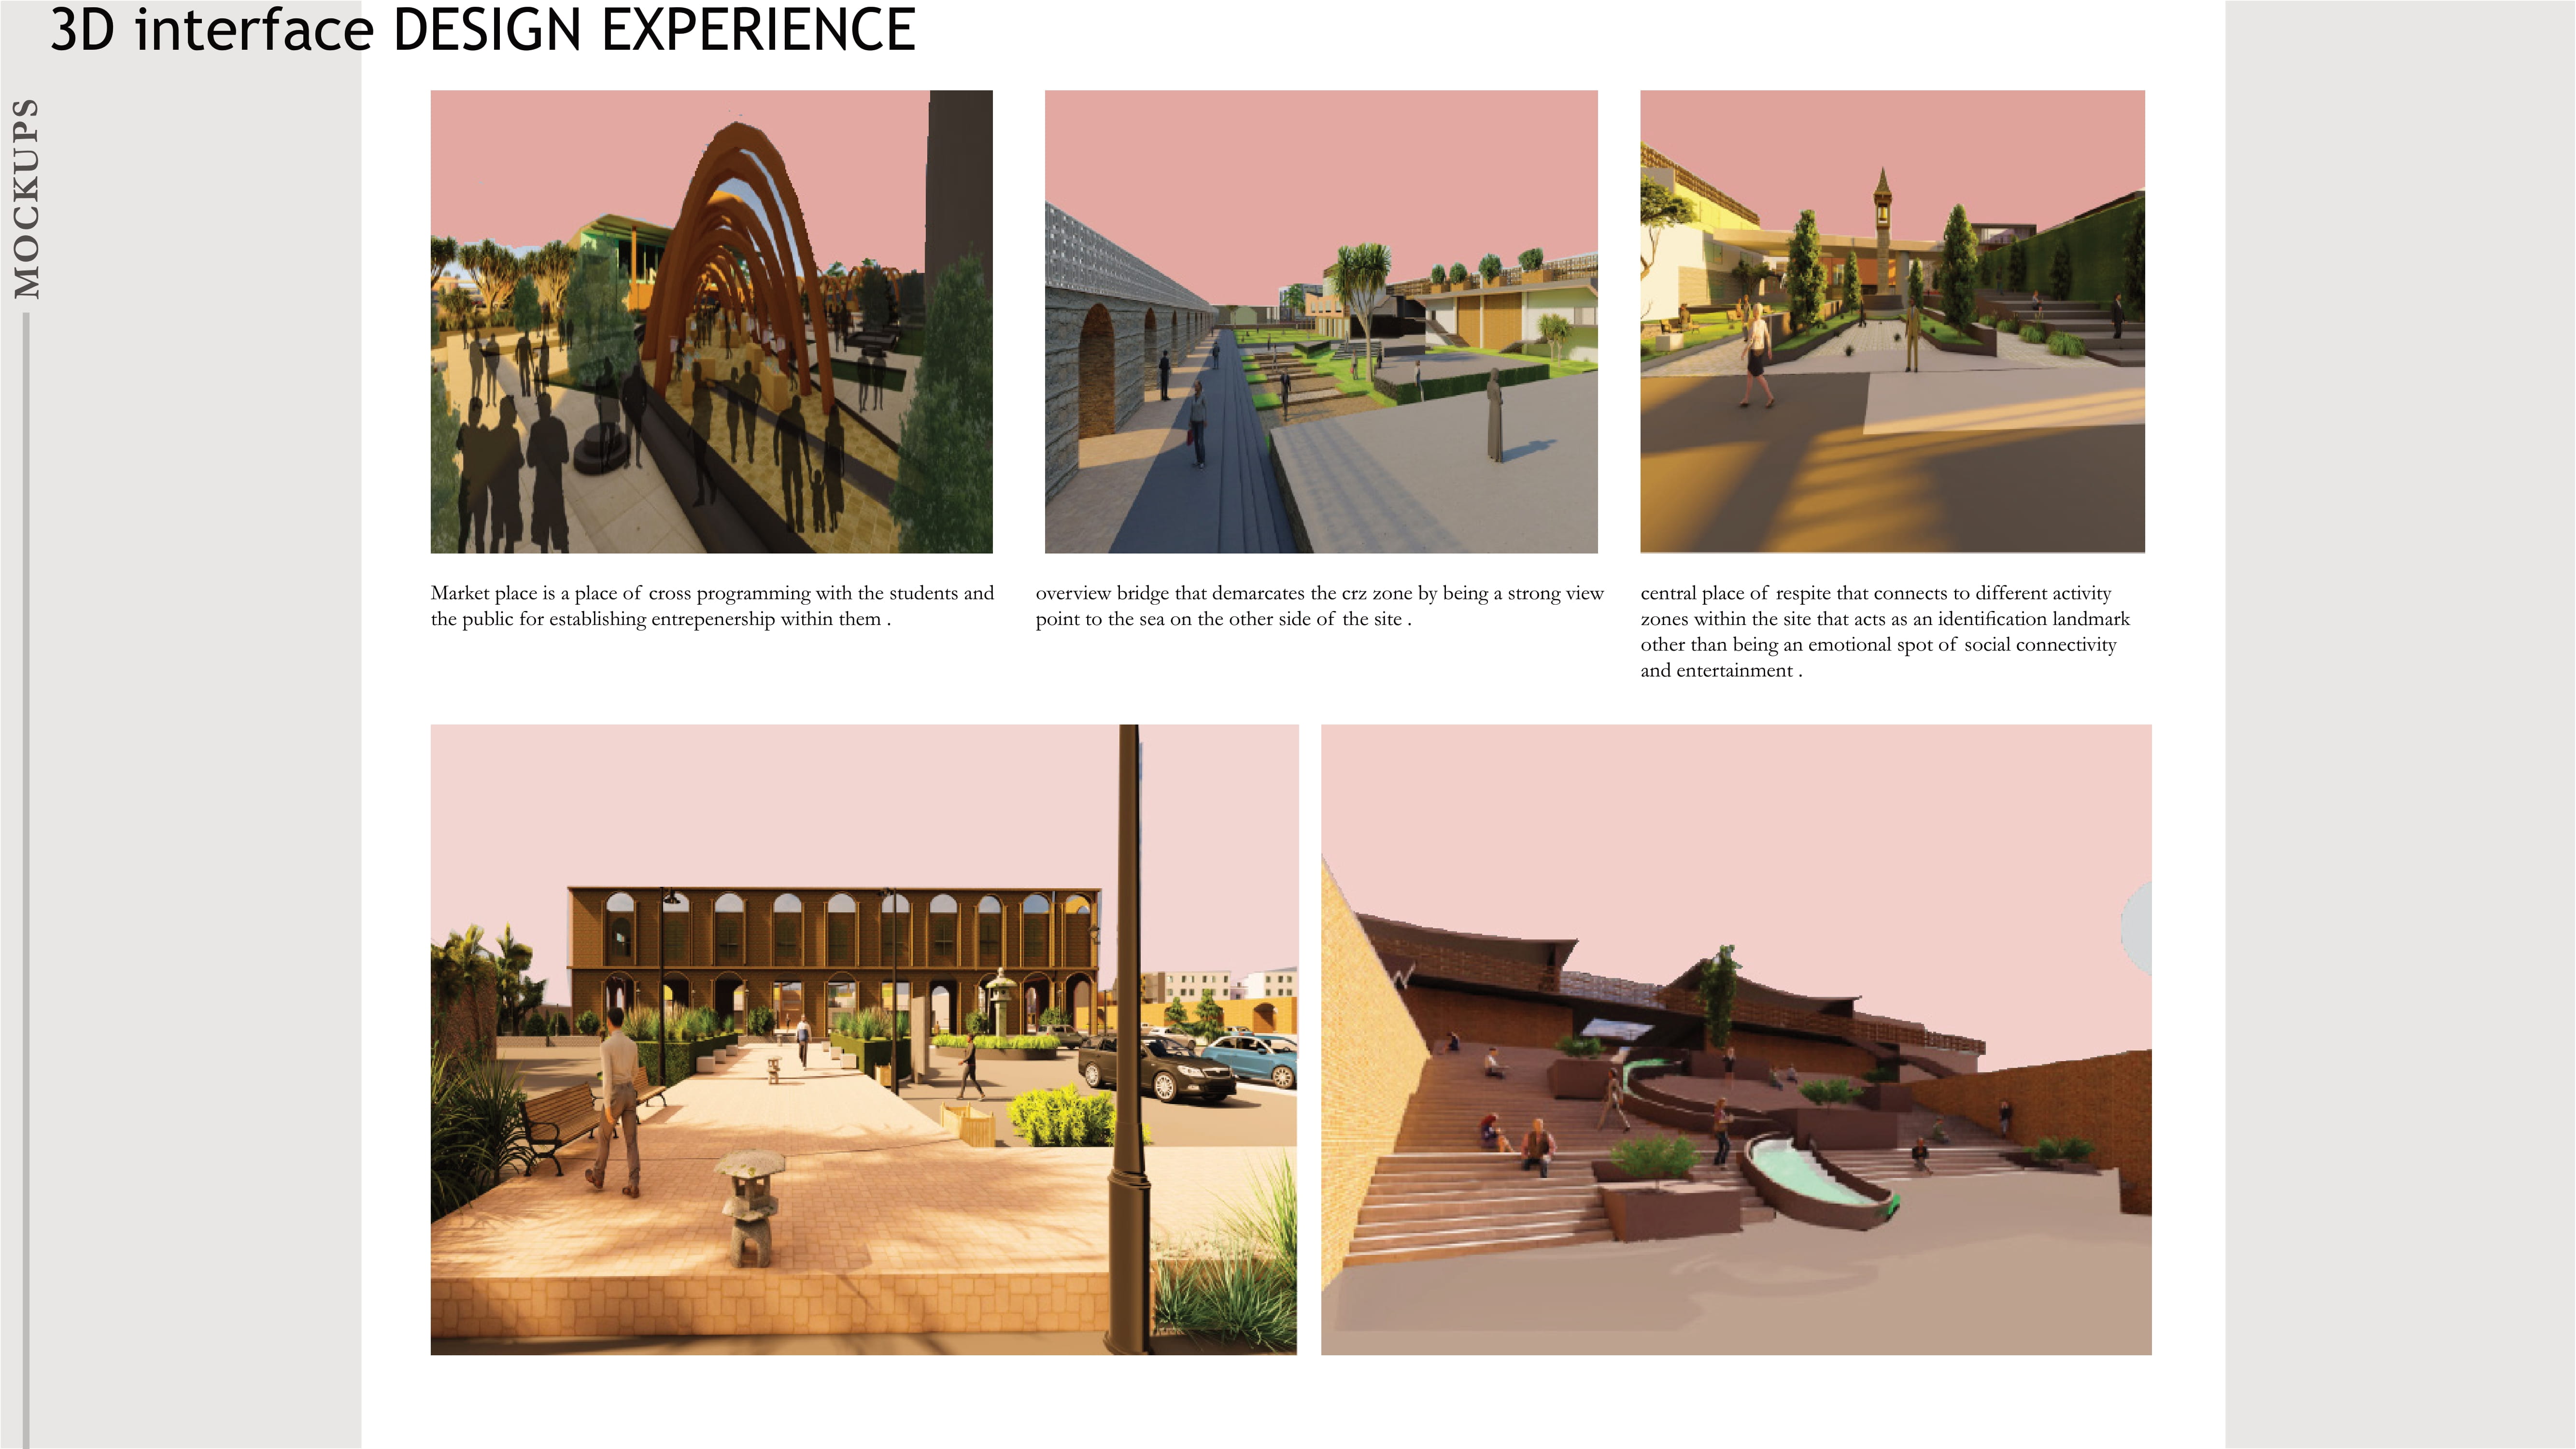 3D interface DESIGN EXPERIENCE
MOCKUPS
Market place is a place of cross programming with the students and
the public for establishing entrepenership within them .
overview bridge that demarcates the crz zone by being a strong view
point to the sea on the other side of the site .
central place of respite that connects to different activity
zones within the site that acts as an identification landmark
other than being an emotional spot of social connectivity
and entertainment .